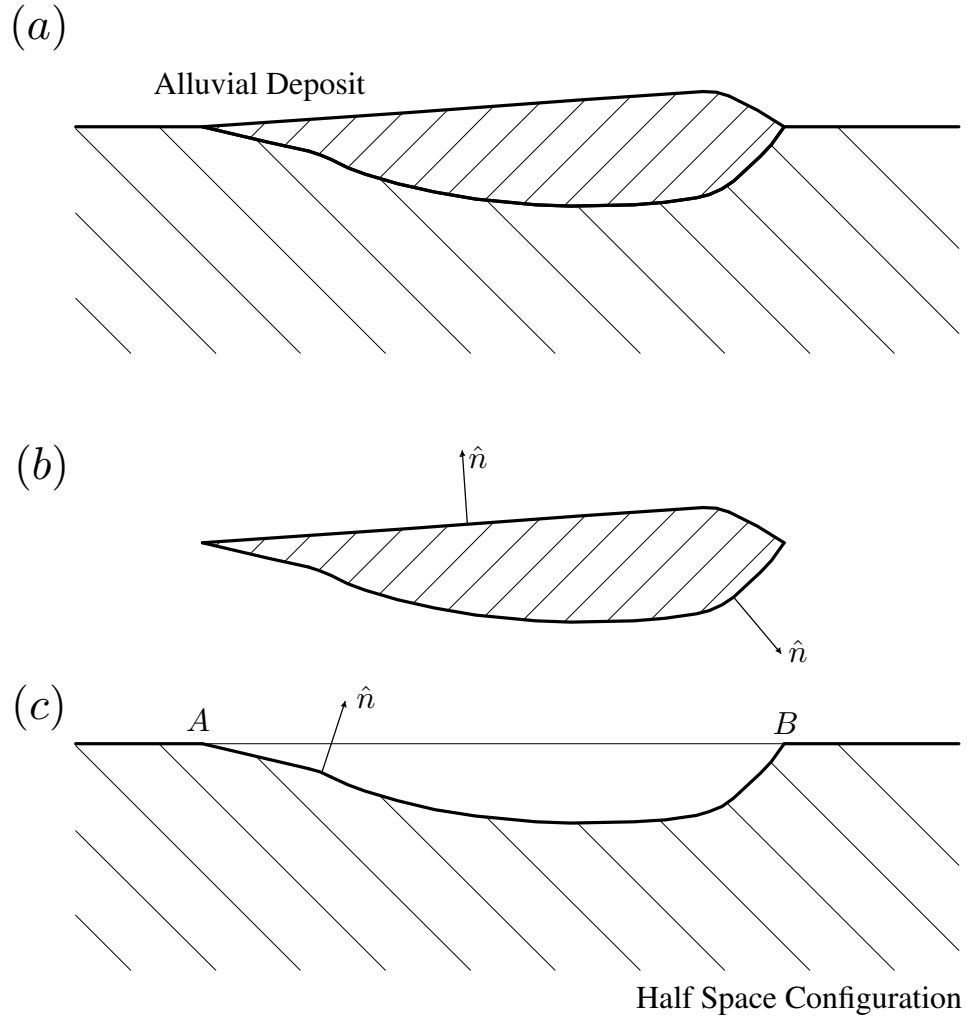 (a)
Alluvial Deposit
(b)
n̂
n̂
(c)
n̂
A
B
Half Space Configuration